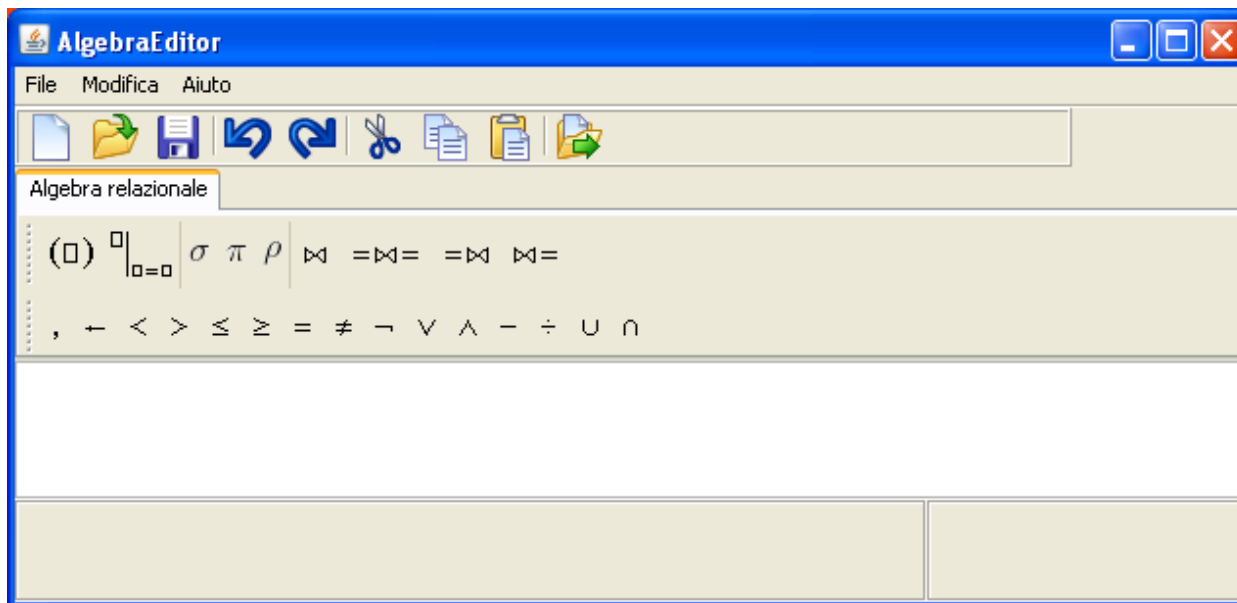 AlgebraEditor
File Modifica Aiuto
Algebra relazionale
(▯) ▯|▯=▯ σ π ρ ⋈ =⋈= =⋈ ⋈=
, ← < > ≤ ≥ = ≠ ¬ ∨ ∧ − ÷ ∪ ∩